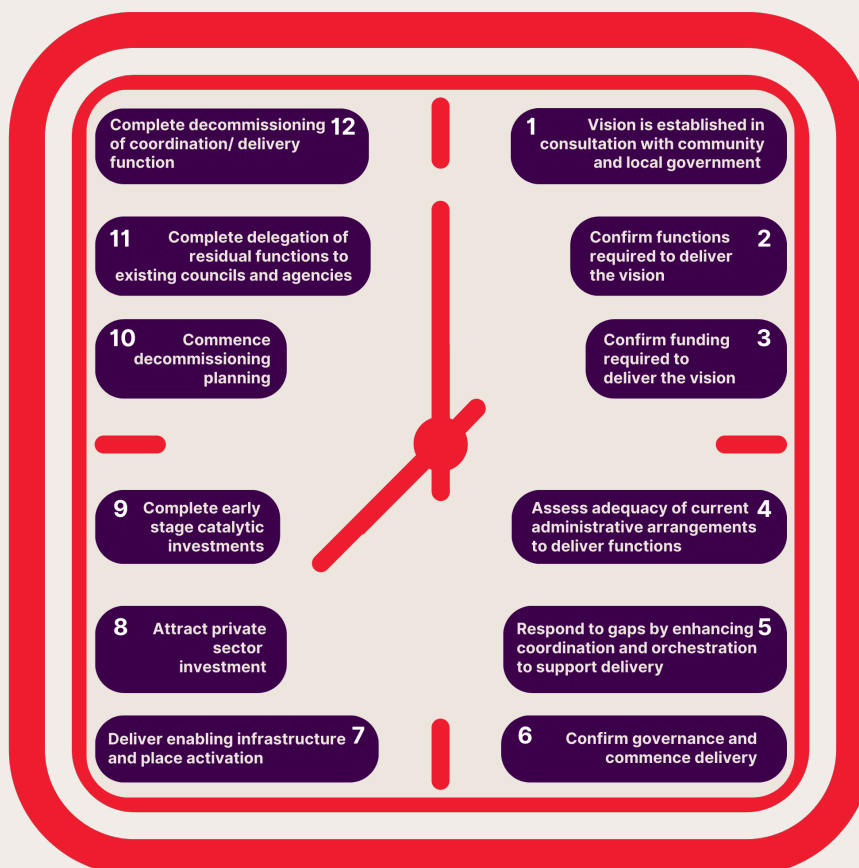 1
Vision is established in
consultation with community
and local government
2
Confirm functions
required to deliver
the vision
3
Confirm funding
required to
deliver the vision
4
Assess adequacy of current
administrative arrangements
to deliver functions
5
Respond to gaps by enhancing
coordination and orchestration
to support delivery
6
Confirm governance and
commence delivery
7
Deliver enabling infrastructure
and place activation
8
Attract private
sector
investment
9
Complete early
stage catalytic
investments
10
Commence
decommissioning
planning
11
Complete delegation of
residual functions to
existing councils and agencies
12
Complete decommissioning
of coordination/ delivery
function